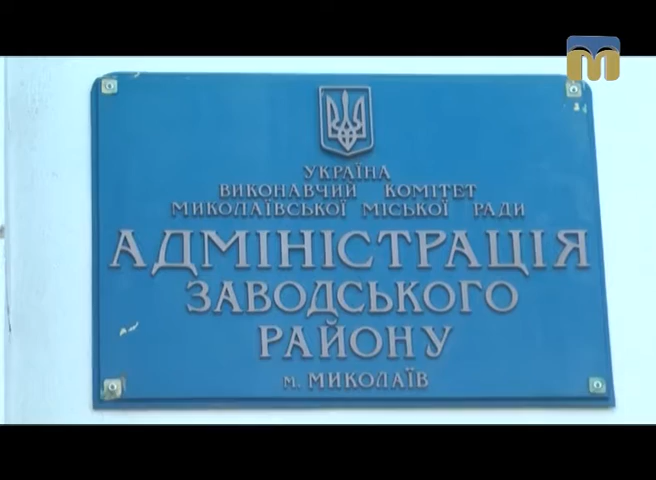 УКРАЇНА
ВИКОНАВЧИЙ КОМІТЕТ
МИКОЛАЇВСЬКОЇ МІСЬКОЇ РАДИ
АДМІНІСТРАЦІЯ
ЗАВОДСЬКОГО
РАЙОНУ
м. МИКОЛАЇВ